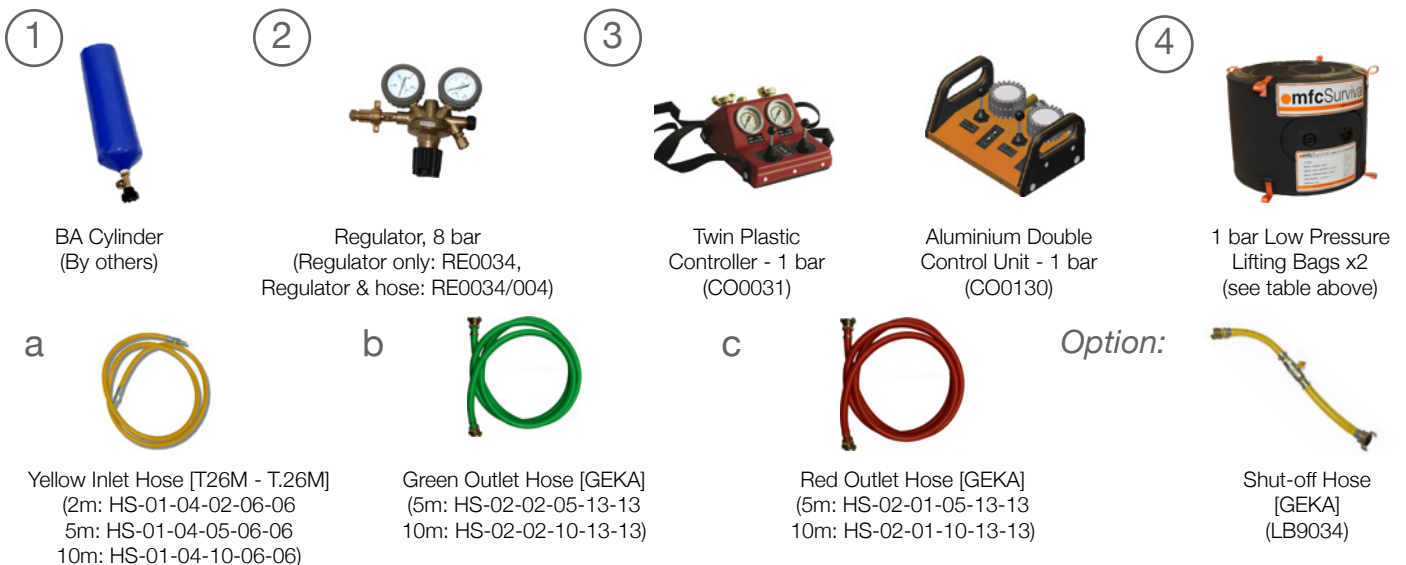 1
2
3
4
mfcSurviva
BA Cylinder
(By others)
Regulator, 8 bar
(Regulator only: RE0034,
Regulator & hose: RE0034/004)
Twin Plastic
Controller - 1 bar
(CO0031)
Aluminium Double
Control Unit - 1 bar
(CO0130)
1 bar Low Pressure
Lifting Bags x2
(see table above)
a
b
c
Option:
Yellow Inlet Hose [T26M - T.26M]
(2m: HS-01-04-02-06-06
5m: HS-01-04-05-06-06
10m: HS-01-04-10-06-06)
Green Outlet Hose [GEKA]
(5m: HS-02-02-05-13-13
10m: HS-02-02-10-13-13)
Red Outlet Hose [GEKA]
(5m: HS-02-01-05-13-13
10m: HS-02-01-10-13-13)
Shut-off Hose
[GEKA]
(LB9034)